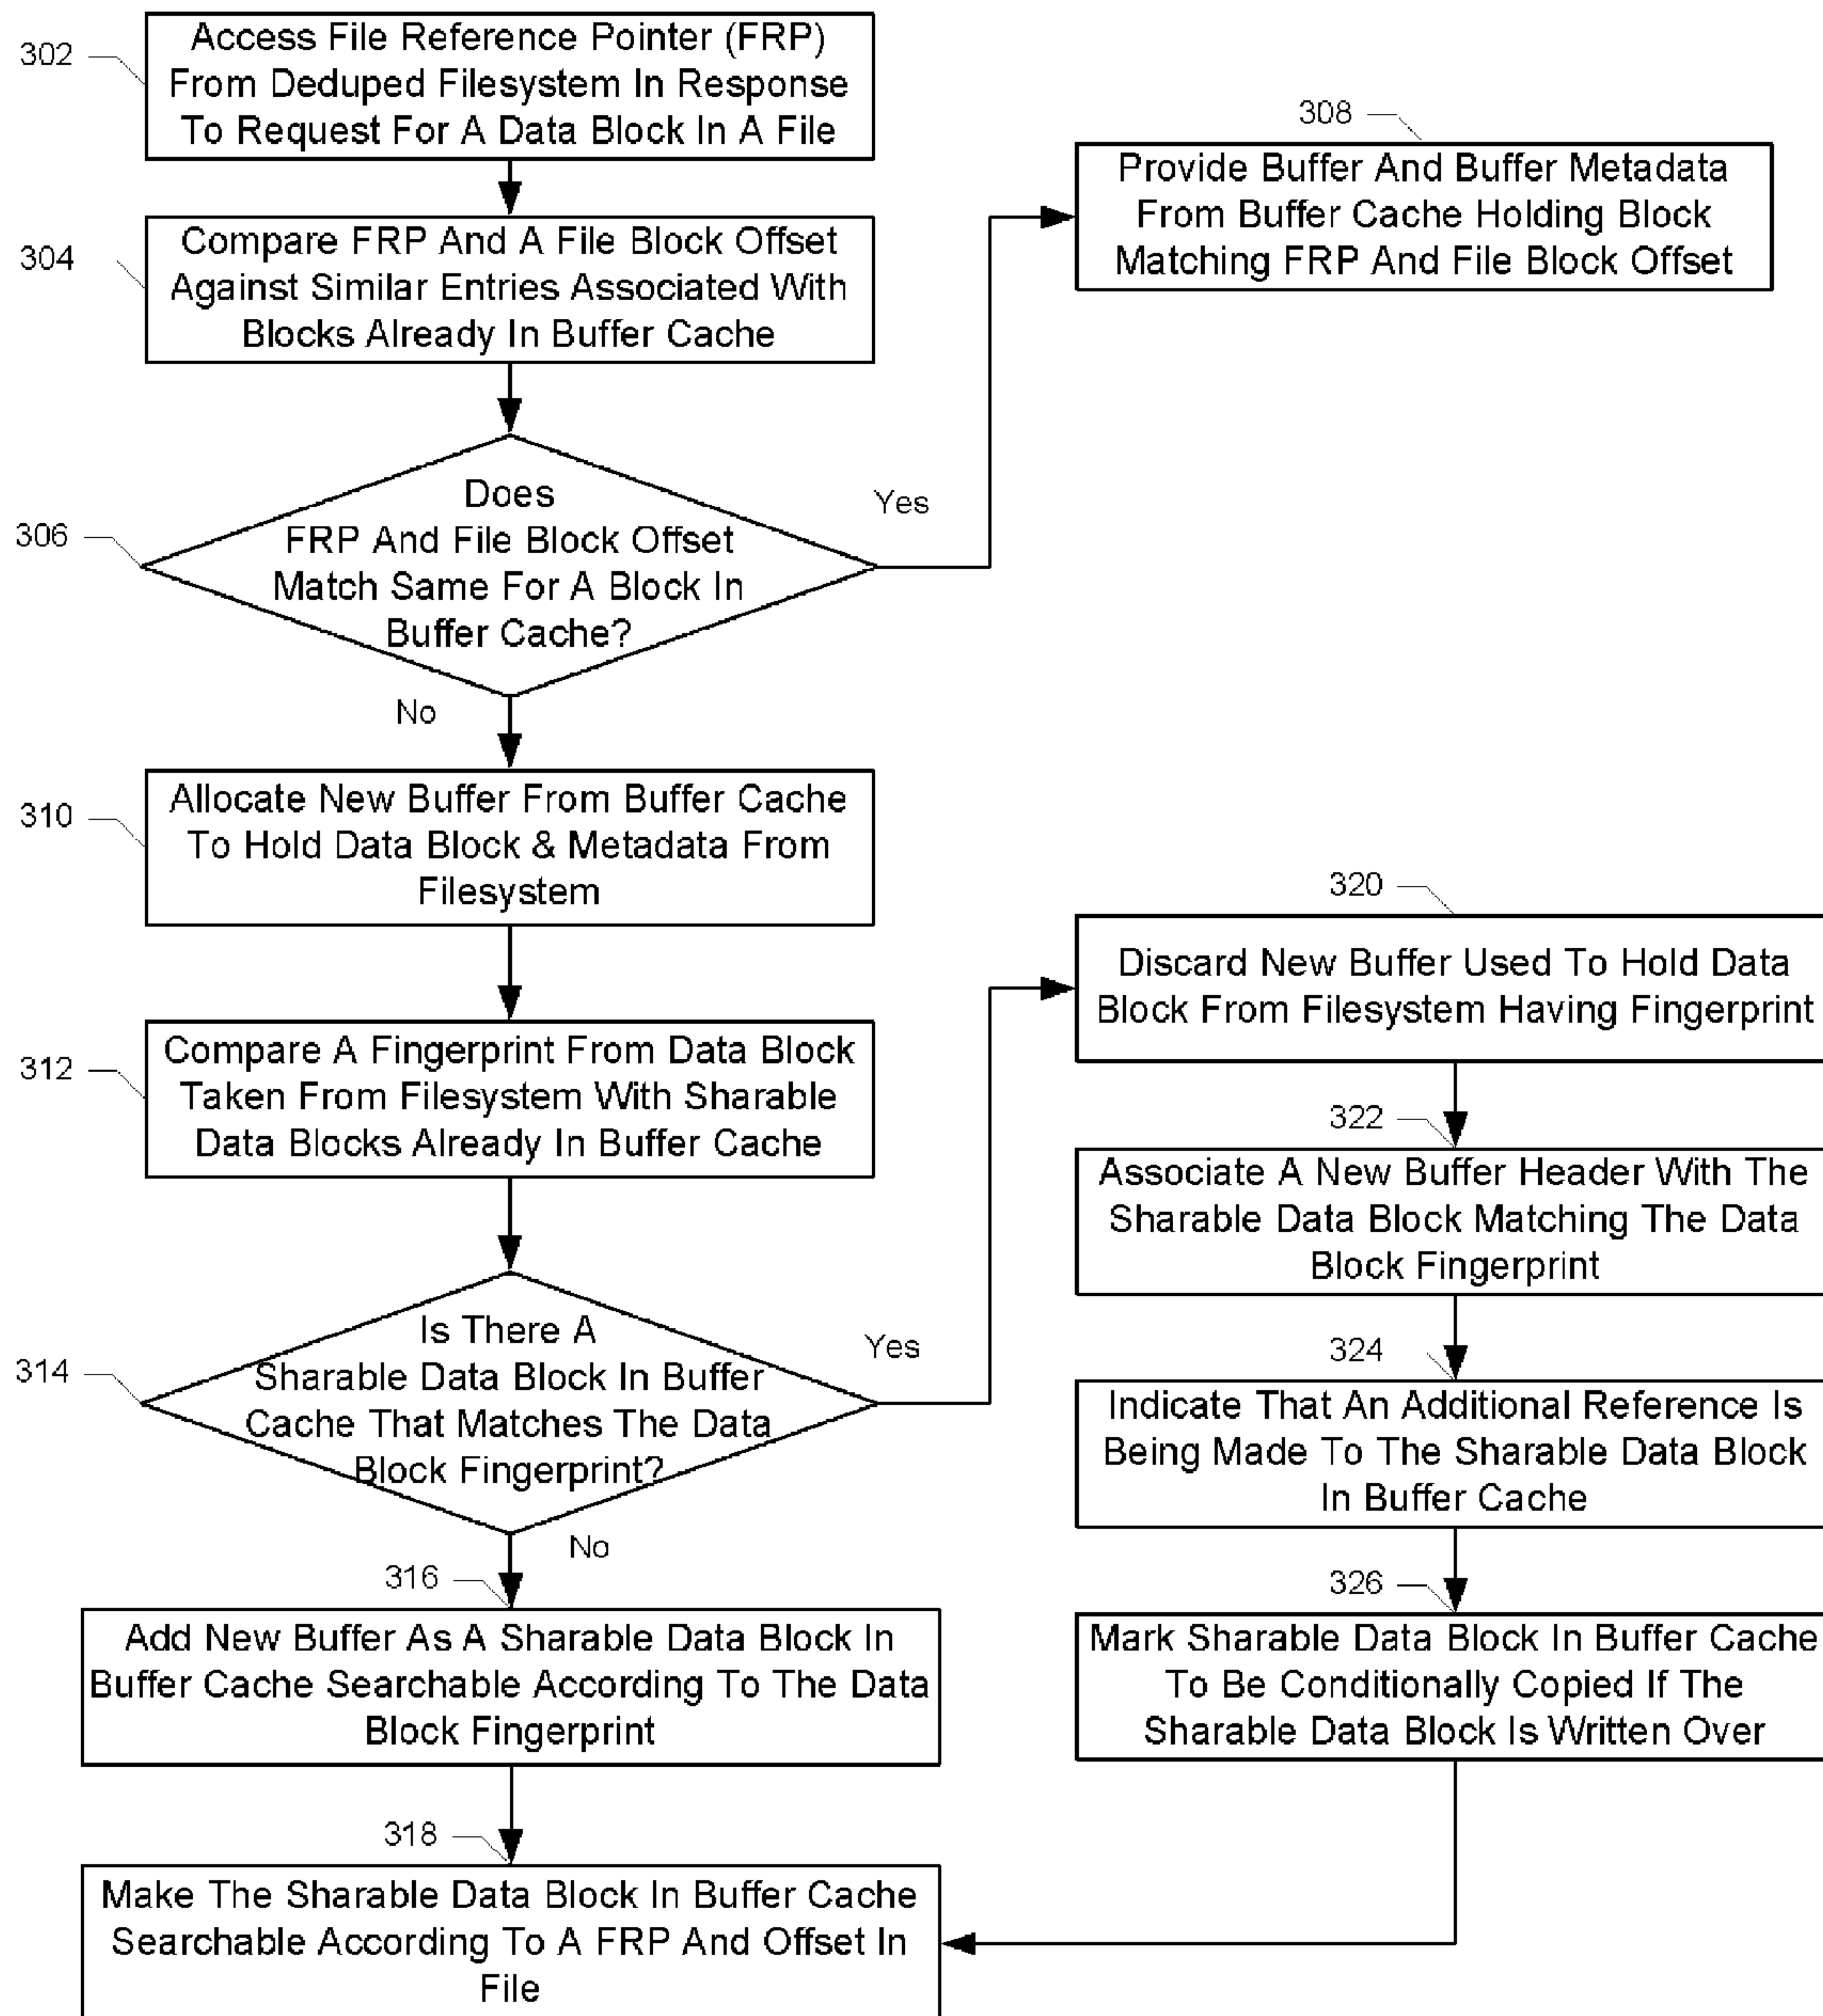 302
Access File Reference Pointer (FRP)
From Deduped Filesystem In Response
To Request For A Data Block In A File
304
Compare FRP And A File Block Offset
Against Similar Entries Associated With
Blocks Already In Buffer Cache
306
Does
FRP And File Block Offset
Match Same For A Block In
Buffer Cache?
Yes
No
308
Provide Buffer And Buffer Metadata
From Buffer Cache Holding Block
Matching FRP And File Block Offset
310
Allocate New Buffer From Buffer Cache
To Hold Data Block & Metadata From
Filesystem
312
Compare A Fingerprint From Data Block
Taken From Filesystem With Sharable
Data Blocks Already In Buffer Cache
314
Is There A
Sharable Data Block In Buffer
Cache That Matches The Data
Block Fingerprint?
Yes
No
316
Add New Buffer As A Sharable Data Block In
Buffer Cache Searchable According To The Data
Block Fingerprint
318
Make The Sharable Data Block In Buffer Cache
Searchable According To A FRP And Offset In
File
320
Discard New Buffer Used To Hold Data
Block From Filesystem Having Fingerprint
322
Associate A New Buffer Header With The
Sharable Data Block Matching The Data
Block Fingerprint
324
Indicate That An Additional Reference Is
Being Made To The Sharable Data Block
In Buffer Cache
326
Mark Sharable Data Block In Buffer Cache
To Be Conditionally Copied If The
Sharable Data Block Is Written Over